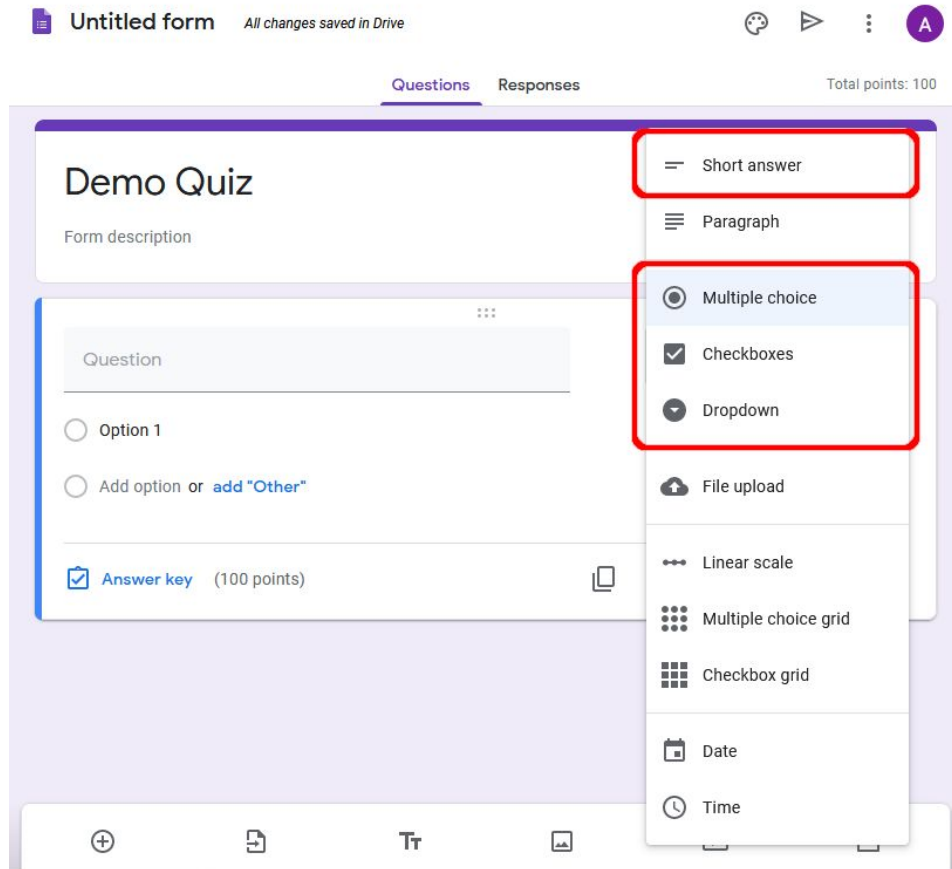 Untitled form All changes saved in Drive A
Questions Responses Total points: 100
Demo Quiz
Form description
Question
Option 1
Add option or add "Other"
Answer key (100 points)
Short answer
Paragraph
Multiple choice
Checkboxes
Dropdown
File upload
Linear scale
Multiple choice grid
Checkbox grid
Date
Time
Tт